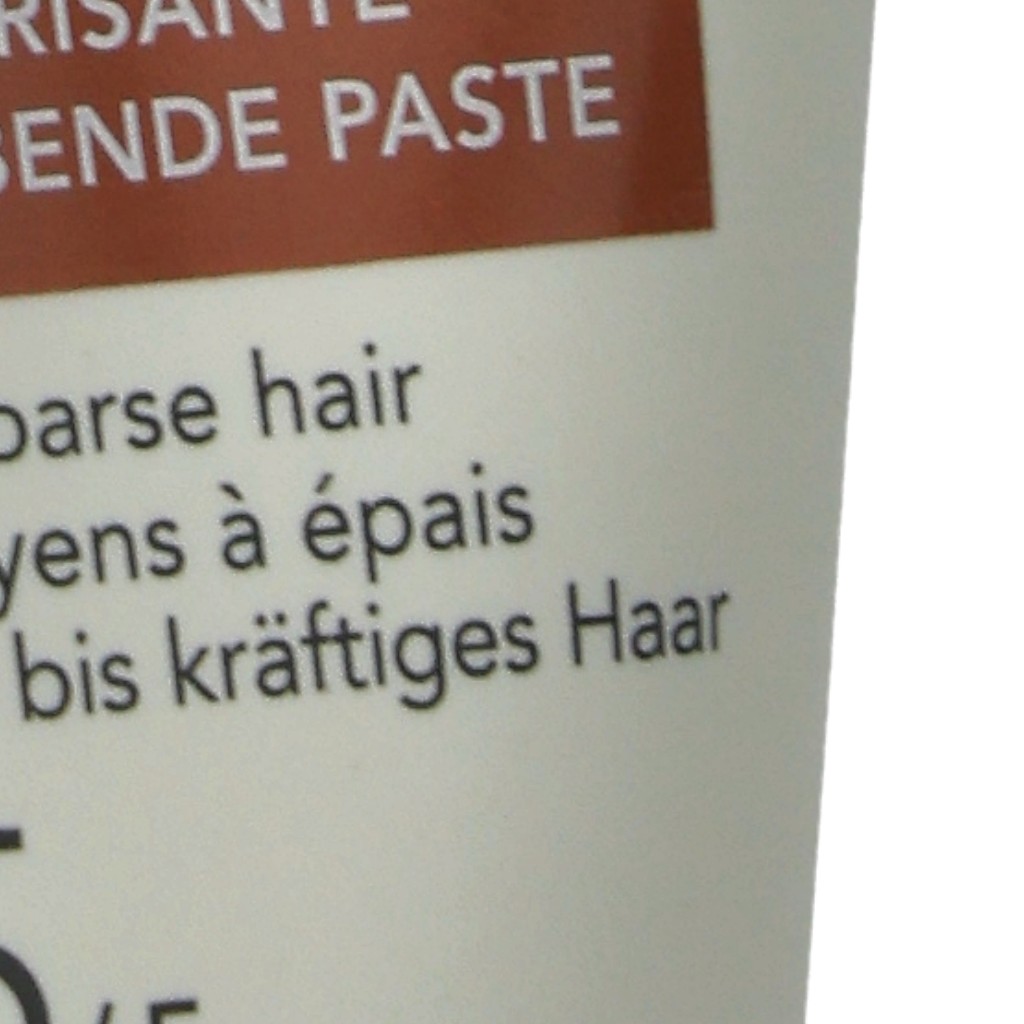 RISANTE
BENDE PASTE
oarse hair
yens à épais
bis kräftiges Haar